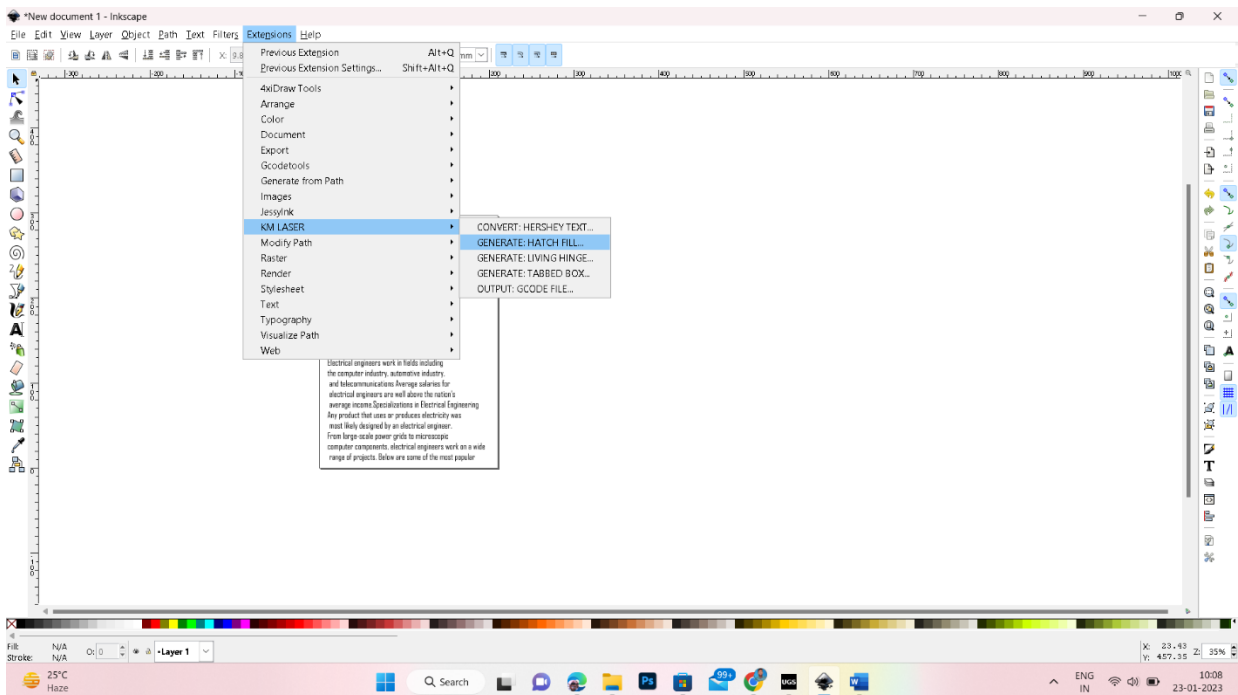 *New document 1 - Inkscape
File Edit View Layer Object Path Text Filters Extensions Help
X: 9.8
mm
Previous Extension Alt+Q
Previous Extension Settings... Shift+Alt+Q
4xiDraw Tools
Arrange
Color
Document
Export
Gcodetools
Generate from Path
Images
JessyInk
KM LASER
Modify Path
Raster
Render
Stylesheet
Text
Typography
Visualize Path
Web
CONVERT: HERSHEY TEXT...
GENERATE: HATCH FILL...
GENERATE: LIVING HINGE...
GENERATE: TABBED BOX...
OUTPUT: GCODE FILE...
Electrical engineers work in fields including
the computer industry, automotive industry,
and telecommunications Average salaries for
electrical engineers are well above the nation's
average income.Specializations in Electrical Engineering
Any product that uses or produces electricity was
most likely designed by an electrical engineer.
From large-scale power grids to microscopic
computer components, electrical engineers work on a wide
range of projects. Below are some of the most popular
Fill: N/A
Stroke: N/A
O: 0
-Layer 1
X: 23.43
Y: 457.35
Z: 35%
25°C
Haze
Search
Ps
99+
UGS
W
ENG
IN
10:08
23-01-2023